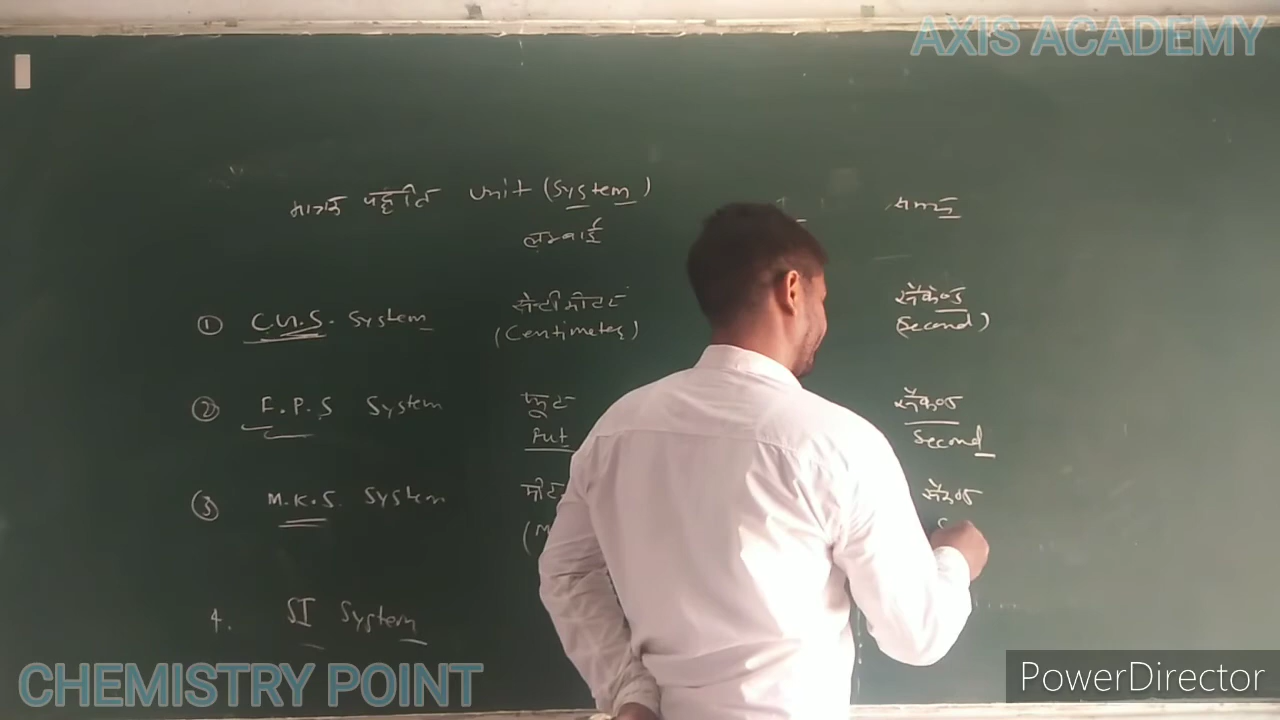 AXIS ACADEMY
मात्रक पद्धति Unit (System) समय
लम्बाई
① C.G.S. System सेन्टीमीटर सेकेण्ड
(Centimeter) (Second)
② F.P.S System फूट सेकेण्ड
Fut Second
③ M.K.S. System सेकण्ड
4. SI System
CHEMISTRY POINT
PowerDirector